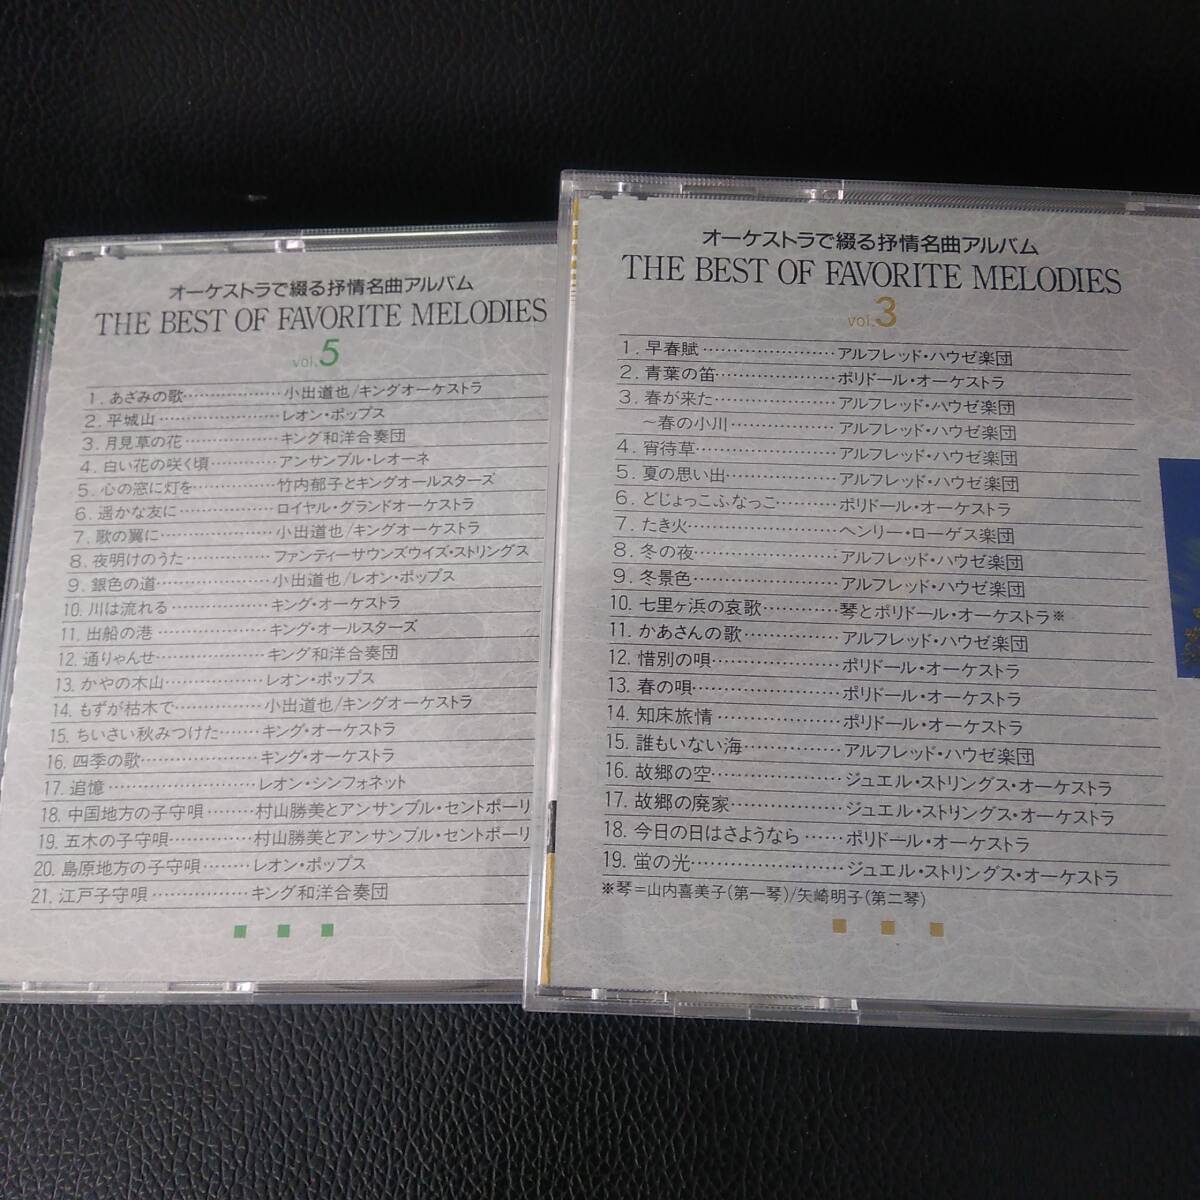 オーケストラで綴る抒情名曲アルバム
THE BEST OF FAVORITE MELODIES
vol.5
1. あざみの歌………………小出道也/キングオーケストラ
2. 平城山…………………レオン・ポップス
3. 月見草の花………………キング和洋合奏団
4. 白い花の咲く頃…………アンサンブル・レオーネ
5. 心の窓に灯を……………竹内郁子とキングオールスターズ
6. 遥かな友に………………ロイヤル・グランドオーケストラ
7. 歌の翼に…………………小出道也/キングオーケストラ
8. 夜明けのうた……………ファンティーサウンズウイズ・ストリングス
9. 銀色の道…………………小出道也/レオン・ポップス
10. 川は流れる………………キング・オーケストラ
11. 出船の港…………………キング・オールスターズ
12. 通りゃんせ………………キング和洋合奏団
13. かやの木山………………レオン・ポップス
14. もずが枯木で……………小出道也/キングオーケストラ
15. ちいさい秋みつけた……キング・オーケストラ
16. 四季の歌…………………キング・オーケストラ
17. 追憶………………………レオン・シンフォネット
18. 中国地方の子守唄………村山勝美とアンサンブル・セントポーリ
19. 五木の子守唄……………村山勝美とアンサンブル・セントポーリ
20. 島原地方の子守唄………レオン・ポップス
21. 江戸子守唄………………キング和洋合奏団
オーケストラで綴る抒情名曲アルバム
THE BEST OF FAVORITE MELODIES
vol.3
1. 早春賦……………………アルフレッド・ハウゼ楽団
2. 青葉の笛…………………ポリドール・オーケストラ
3. 春が来た…………………アルフレッド・ハウゼ楽団
〜春の小川………………アルフレッド・ハウゼ楽団
4. 宵待草……………………アルフレッド・ハウゼ楽団
5. 夏の思い出………………アルフレッド・ハウゼ楽団
6. どじょっこふなっこ………ポリドール・オーケストラ
7. たき火……………………ヘンリー・ローゲス楽団
8. 冬の夜……………………アルフレッド・ハウゼ楽団
9. 冬景色……………………アルフレッド・ハウゼ楽団
10. 七里ヶ浜の哀歌…………琴とポリドール・オーケストラ※
11. かあさんの歌……………アルフレッド・ハウゼ楽団
12. 惜別の唄…………………ポリドール・オーケストラ
13. 春の唄……………………ポリドール・オーケストラ
14. 知床旅情…………………ポリドール・オーケストラ
15. 誰もいない海……………アルフレッド・ハウゼ楽団
16. 故郷の空…………………ジュエル・ストリングス・オーケストラ
17. 故郷の廃家………………ジュエル・ストリングス・オーケストラ
18. 今日の日はさようなら……ポリドール・オーケストラ
19. 蛍の光……………………ジュエル・ストリングス・オーケストラ
※琴=山内喜美子(第一琴)/矢崎明子(第二琴)